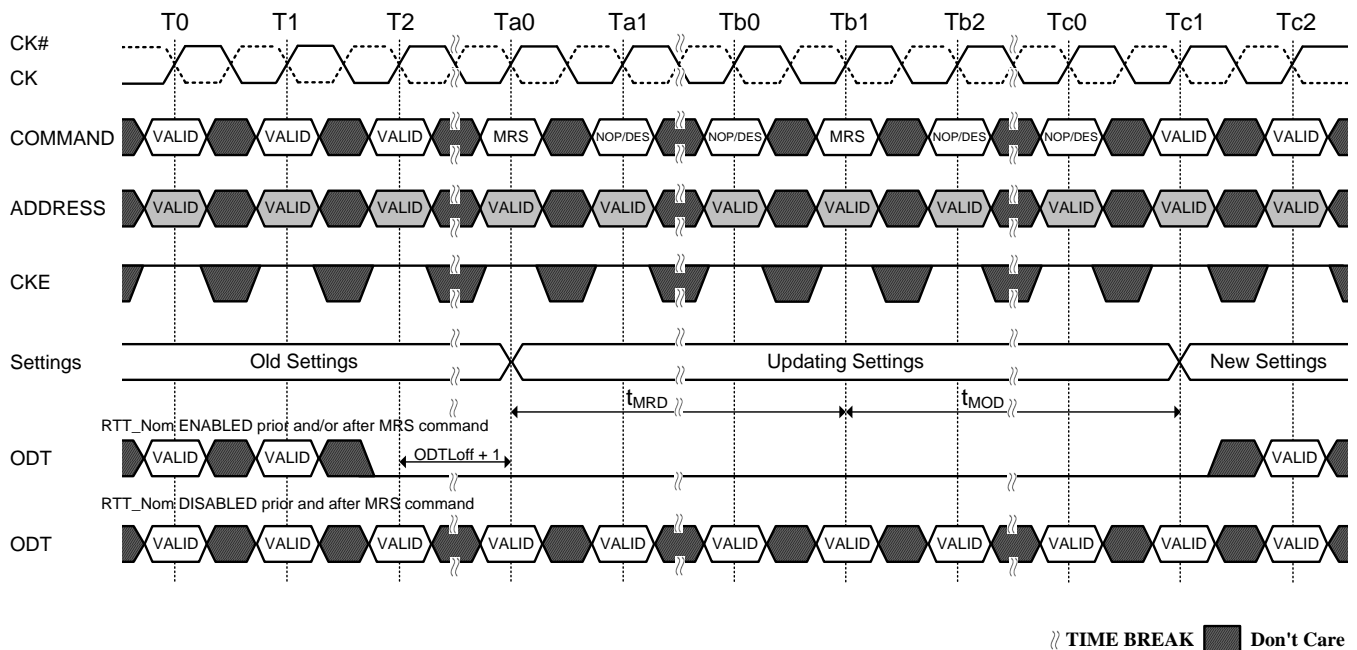 T0 T1 T2 Ta0 Ta1 Tb0 Tb1 Tb2 Tc0 Tc1 Tc2
CK#
CK
COMMAND VALID VALID VALID MRS NOP/DES NOP/DES MRS NOP/DES NOP/DES VALID VALID
ADDRESS VALID VALID VALID VALID VALID VALID VALID VALID VALID VALID VALID
CKE
Settings Old Settings Updating Settings New Settings
tMRD tMOD
RTT_Nom ENABLED prior and/or after MRS command
ODT VALID VALID ODTLoff + 1 VALID
RTT_Nom DISABLED prior and after MRS command
ODT VALID VALID VALID VALID VALID VALID VALID VALID VALID VALID VALID
TIME BREAK Don't Care